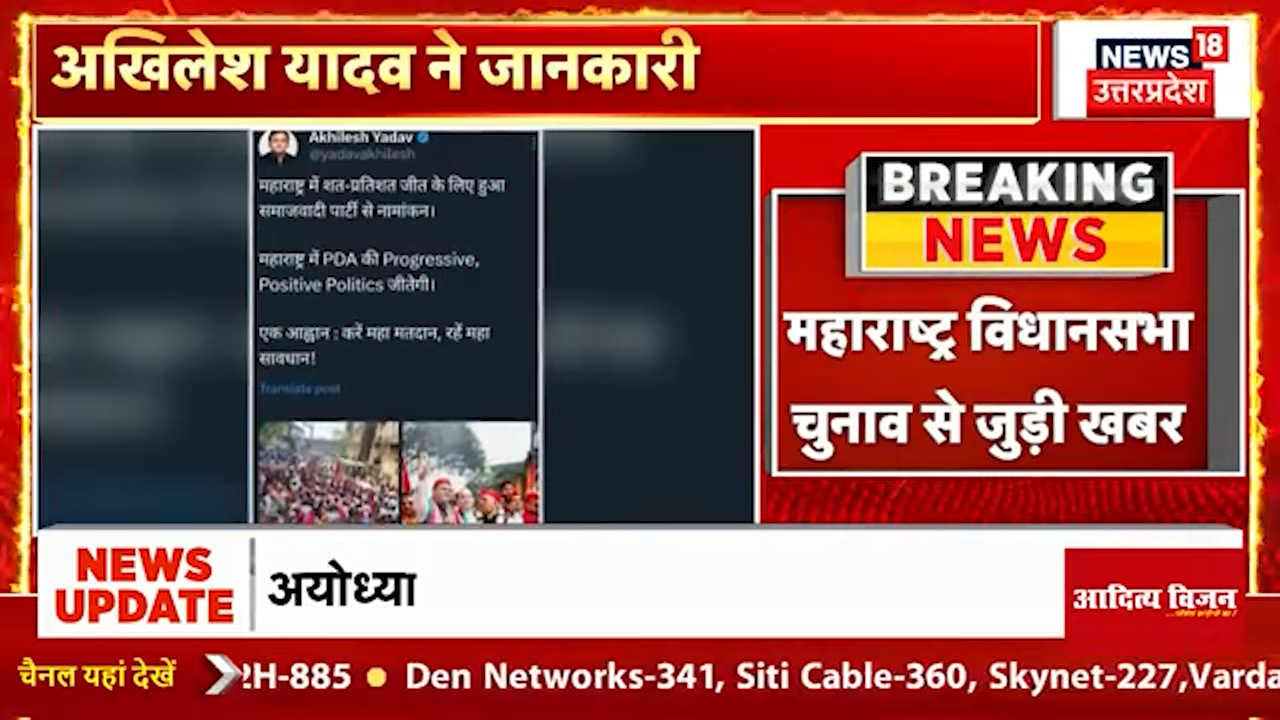 अखिलेश यादव ने जानकारी
NEWS 18
उत्तरप्रदेश
Akhilesh Yadav
@yadavakhilesh
महाराष्ट्र में शत-प्रतिशत जीत के लिए हुआ
समाजवादी पार्टी से नामांकन।
महाराष्ट्र में PDA की Progressive,
Positive Politics जीतेगी।
एक आह्वान : करें महा मतदान, रहें महा
सावधान!
Translate post
BREAKING
NEWS
महाराष्ट्र विधानसभा
चुनाव से जुड़ी खबर
NEWS
UPDATE
अयोध्या
आदित्य विजन
चैनल यहां देखें
2H-885 ● Den Networks-341, Siti Cable-360, Skynet-227,Varda